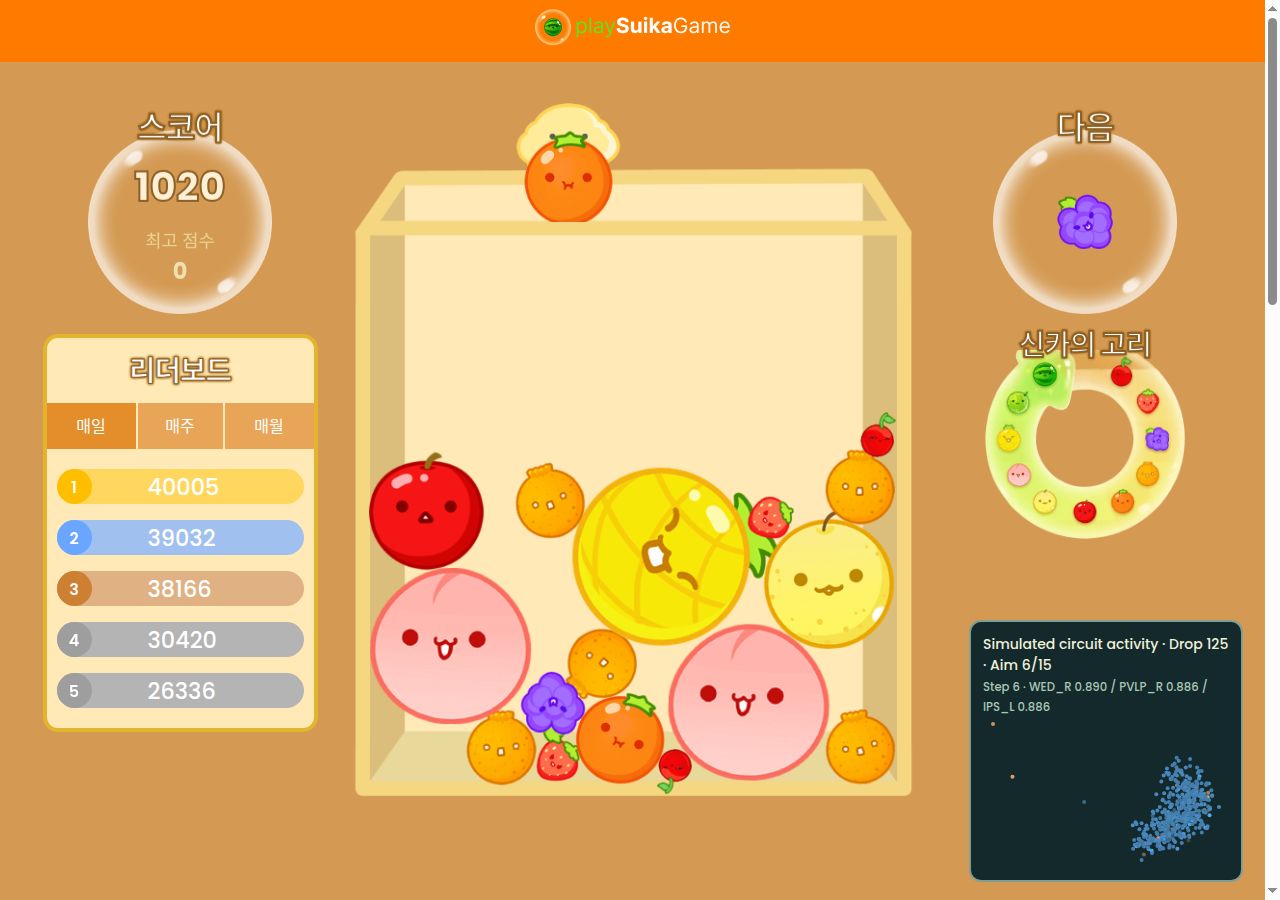 playSuikaGame
스코어
1020
최고 점수
0
리더보드
매일 매주 매월
1 40005
2 39032
3 38166
4 30420
5 26336
다음
신카의 고리
Simulated circuit activity · Drop 125
· Aim 6/15
Step 6 · WED_R 0.890 / PVLP_R 0.886 /
IPS_L 0.886